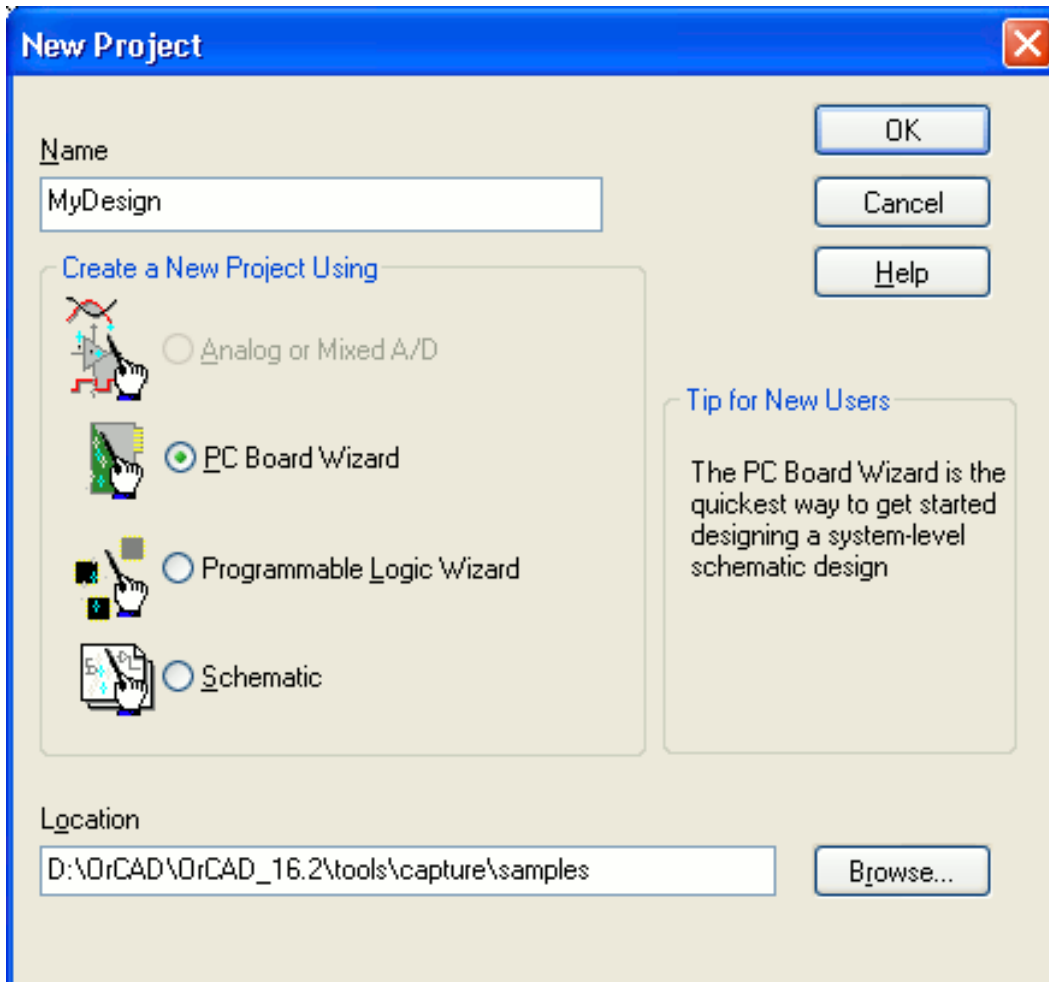 New Project
Name
MyDesign
OK
Cancel
Help
Create a New Project Using
Analog or Mixed A/D
PC Board Wizard
Programmable Logic Wizard
Schematic
Tip for New Users
The PC Board Wizard is the
quickest way to get started
designing a system-level
schematic design
Location
D:\OrCAD\OrCAD_16.2\tools\capture\samples
Browse...